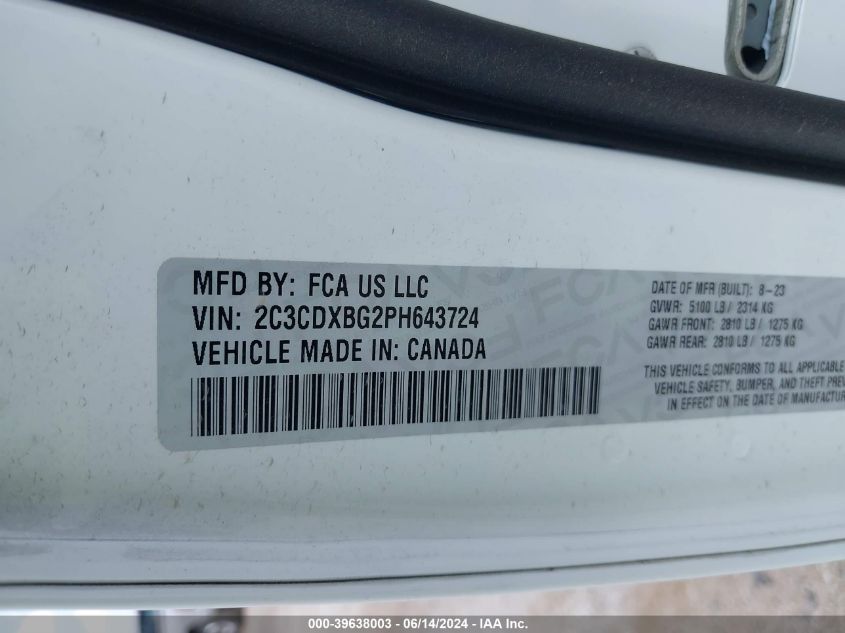 MFD BY: FCA US LLC
VIN: 2C3CDXBG2PH643724
VEHICLE MADE IN: CANADA
DATE OF MFR (BUILT): 8-23
GVWR: 5100 LB / 2314 KG
GAWR FRONT: 2810 LB / 1275 KG
GAWR REAR: 2810 LB / 1275 KG
THIS VEHICLE CONFORMS TO ALL APPLICABLE
VEHICLE SAFETY, BUMPER, AND THEFT PREV
IN EFFECT ON THE DATE OF MANUFACTUR
000-39638003 - 06/14/2024 - IAA Inc.